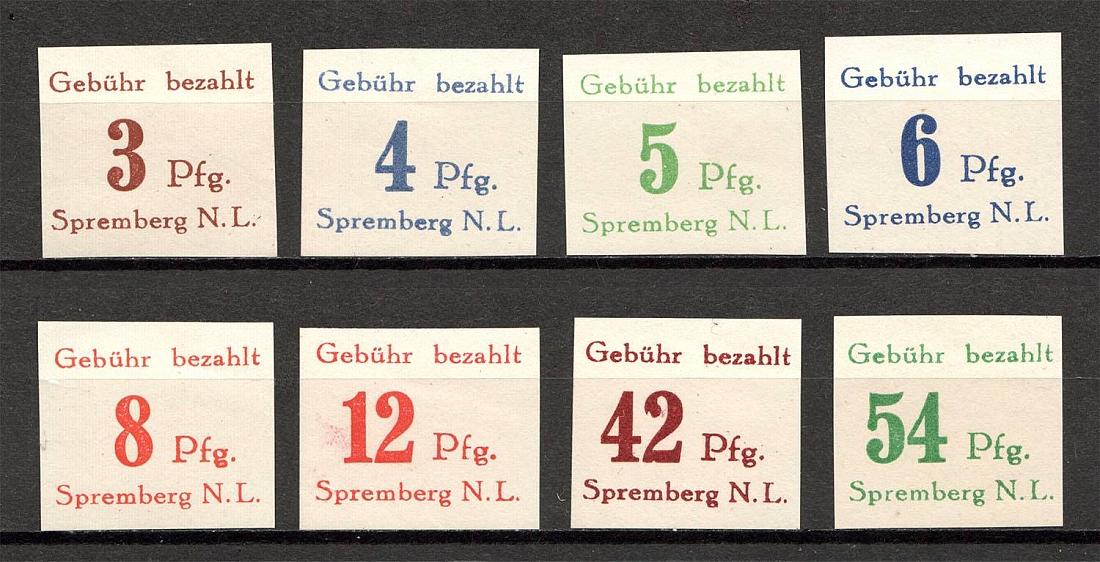 Gebühr bezahlt
3 Pfg.
Spremberg N.L.
Gebühr bezahlt
4 Pfg.
Spremberg N.L.
Gebühr bezahlt
5 Pfg.
Spremberg N.L.
Gebühr bezahlt
6 Pfg.
Spremberg N.L.
Gebühr bezahlt
8 Pfg.
Spremberg N.L.
Gebühr bezahlt
12 Pfg.
Spremberg N.L.
Gebühr bezahlt
42 Pfg.
Spremberg N.L.
Gebühr bezahlt
54 Pfg.
Spremberg N.L.